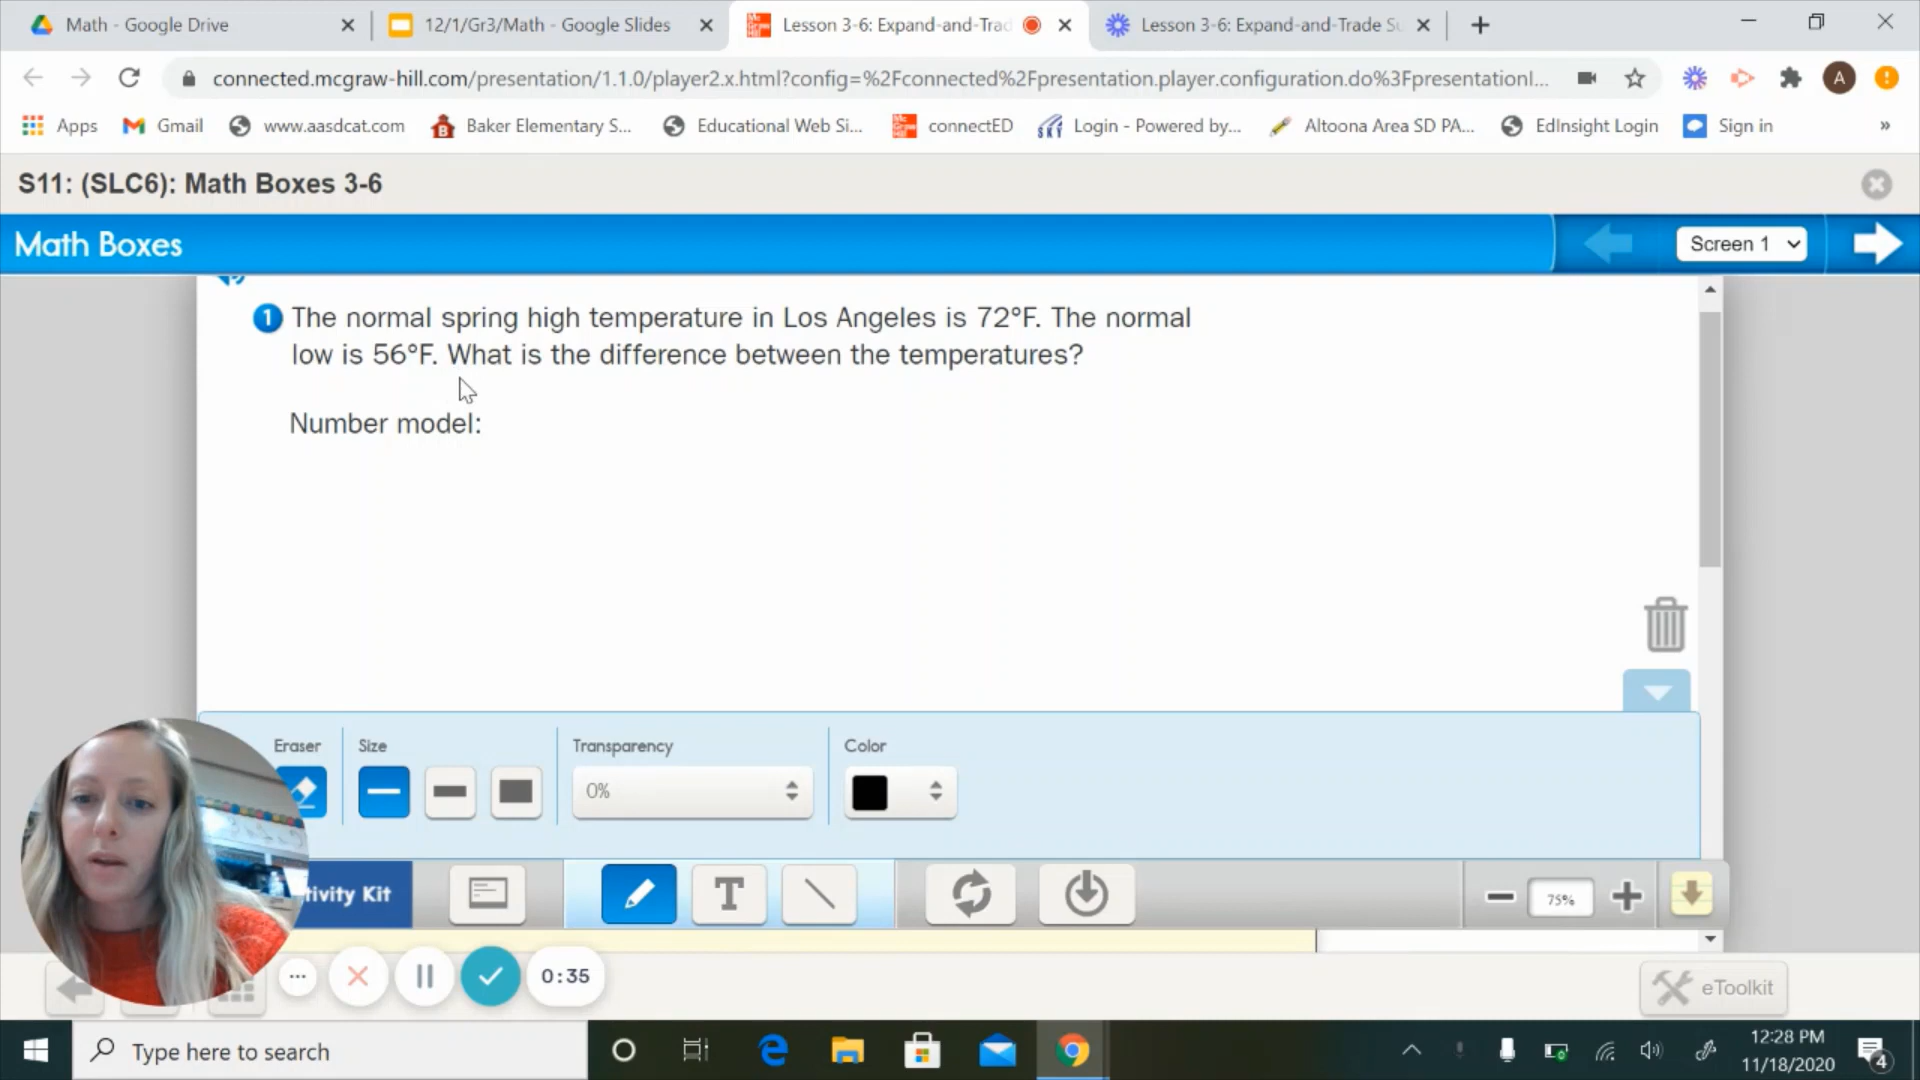 Math - Google Drive
12/1/Gr3/Math - Google Slides
Lesson 3-6: Expand-and-Trad
Lesson 3-6: Expand-and-Trade Su
connected.mcgraw-hill.com/presentation/1.1.0/player2.x.html?config=%2Fconnected%2Fpresentation.player.configuration.do%3FpresentationI...
A
Apps
Gmail
www.aasdcat.com
Baker Elementary S...
Educational Web Si...
connectED
Login - Powered by...
Altoona Area SD PA...
EdInsight Login
Sign in
»
S11: (SLC6): Math Boxes 3-6
Math Boxes
Screen 1
1 The normal spring high temperature in Los Angeles is 72°F. The normal
low is 56°F. What is the difference between the temperatures?
Number model:
Eraser
Size
Transparency
Color
0%
tivity Kit
T
75%
0:35
eToolkit
Type here to search
12:28 PM
11/18/2020
4